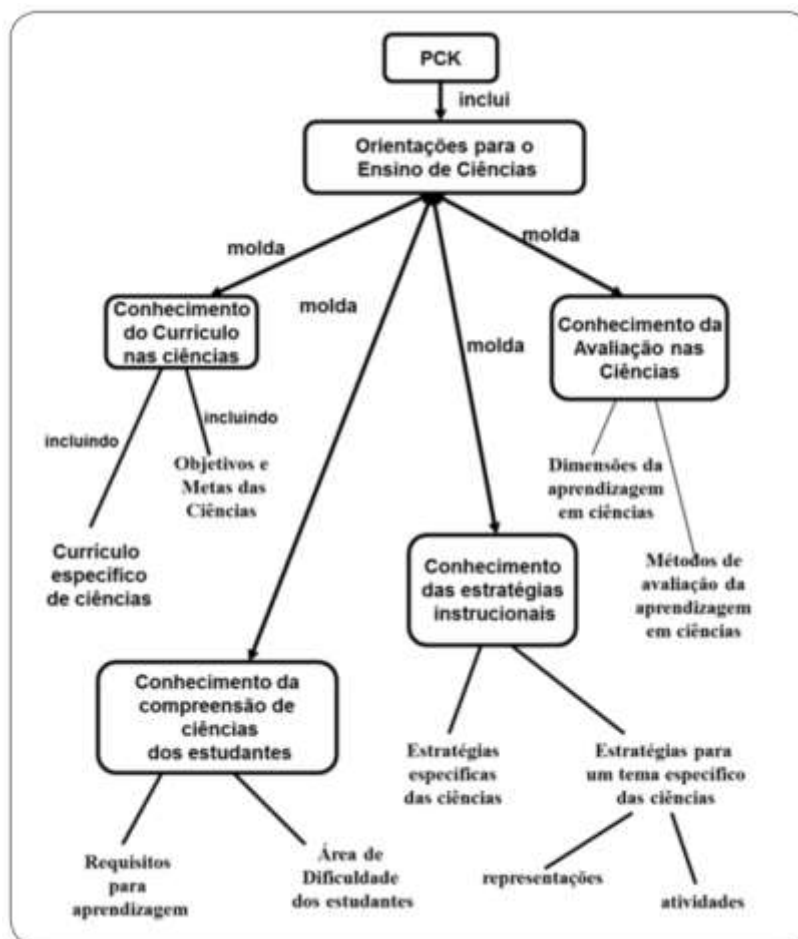 PCK
inclui
Orientações para o
Ensino de Ciências
molda
molda
molda
molda
Conhecimento
do Currículo
nas ciências
Conhecimento da
Avaliação nas
Ciências
incluindo
incluindo
Objetivos e
Metas das
Ciências
Dimensões da
aprendizagem
em ciências
Currículo
específico
de ciências
Conhecimento
das estratégias
instrucionais
Métodos de
avaliação da
aprendizagem
em ciências
Conhecimento da
compreensão de
ciências
dos estudantes
Estratégias
específicas
das ciências
Estratégias para
um tema específico
das ciências
Requisitos
para
aprendizagem
Área de
Dificuldade
dos estudantes
representações
atividades